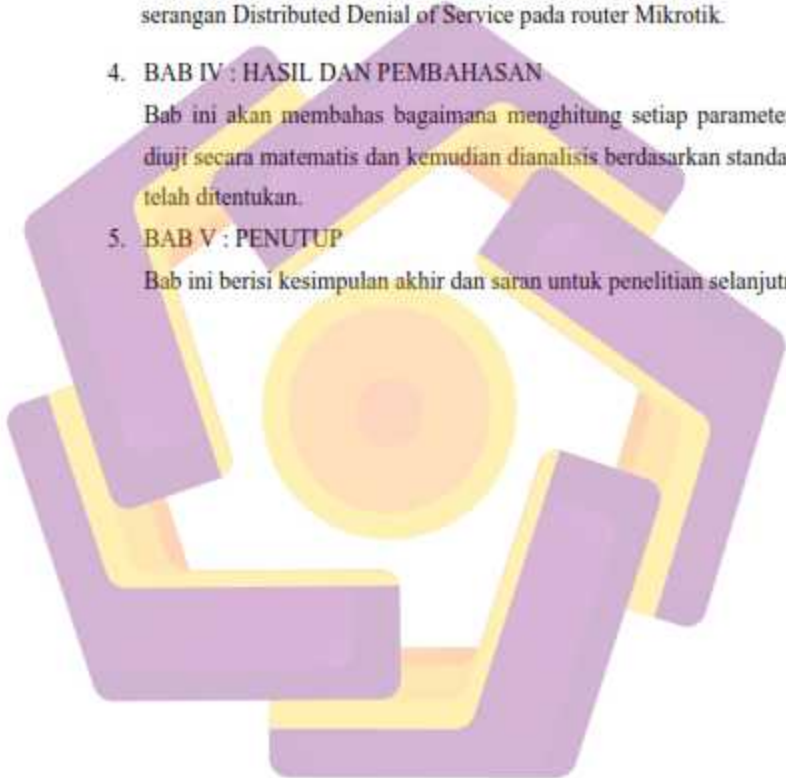 serangan Distributed Denial of Service pada router Mikrotik.
4. BAB IV : HASIL DAN PEMBAHASAN
Bab ini akan membahas bagaimana menghitung setiap parameter
diuji secara matematis dan kemudian dianalisis berdasarkan standa
telah ditentukan.
5. BAB V : PENUTUP
Bab ini berisi kesimpulan akhir dan saran untuk penelitian selanjutn